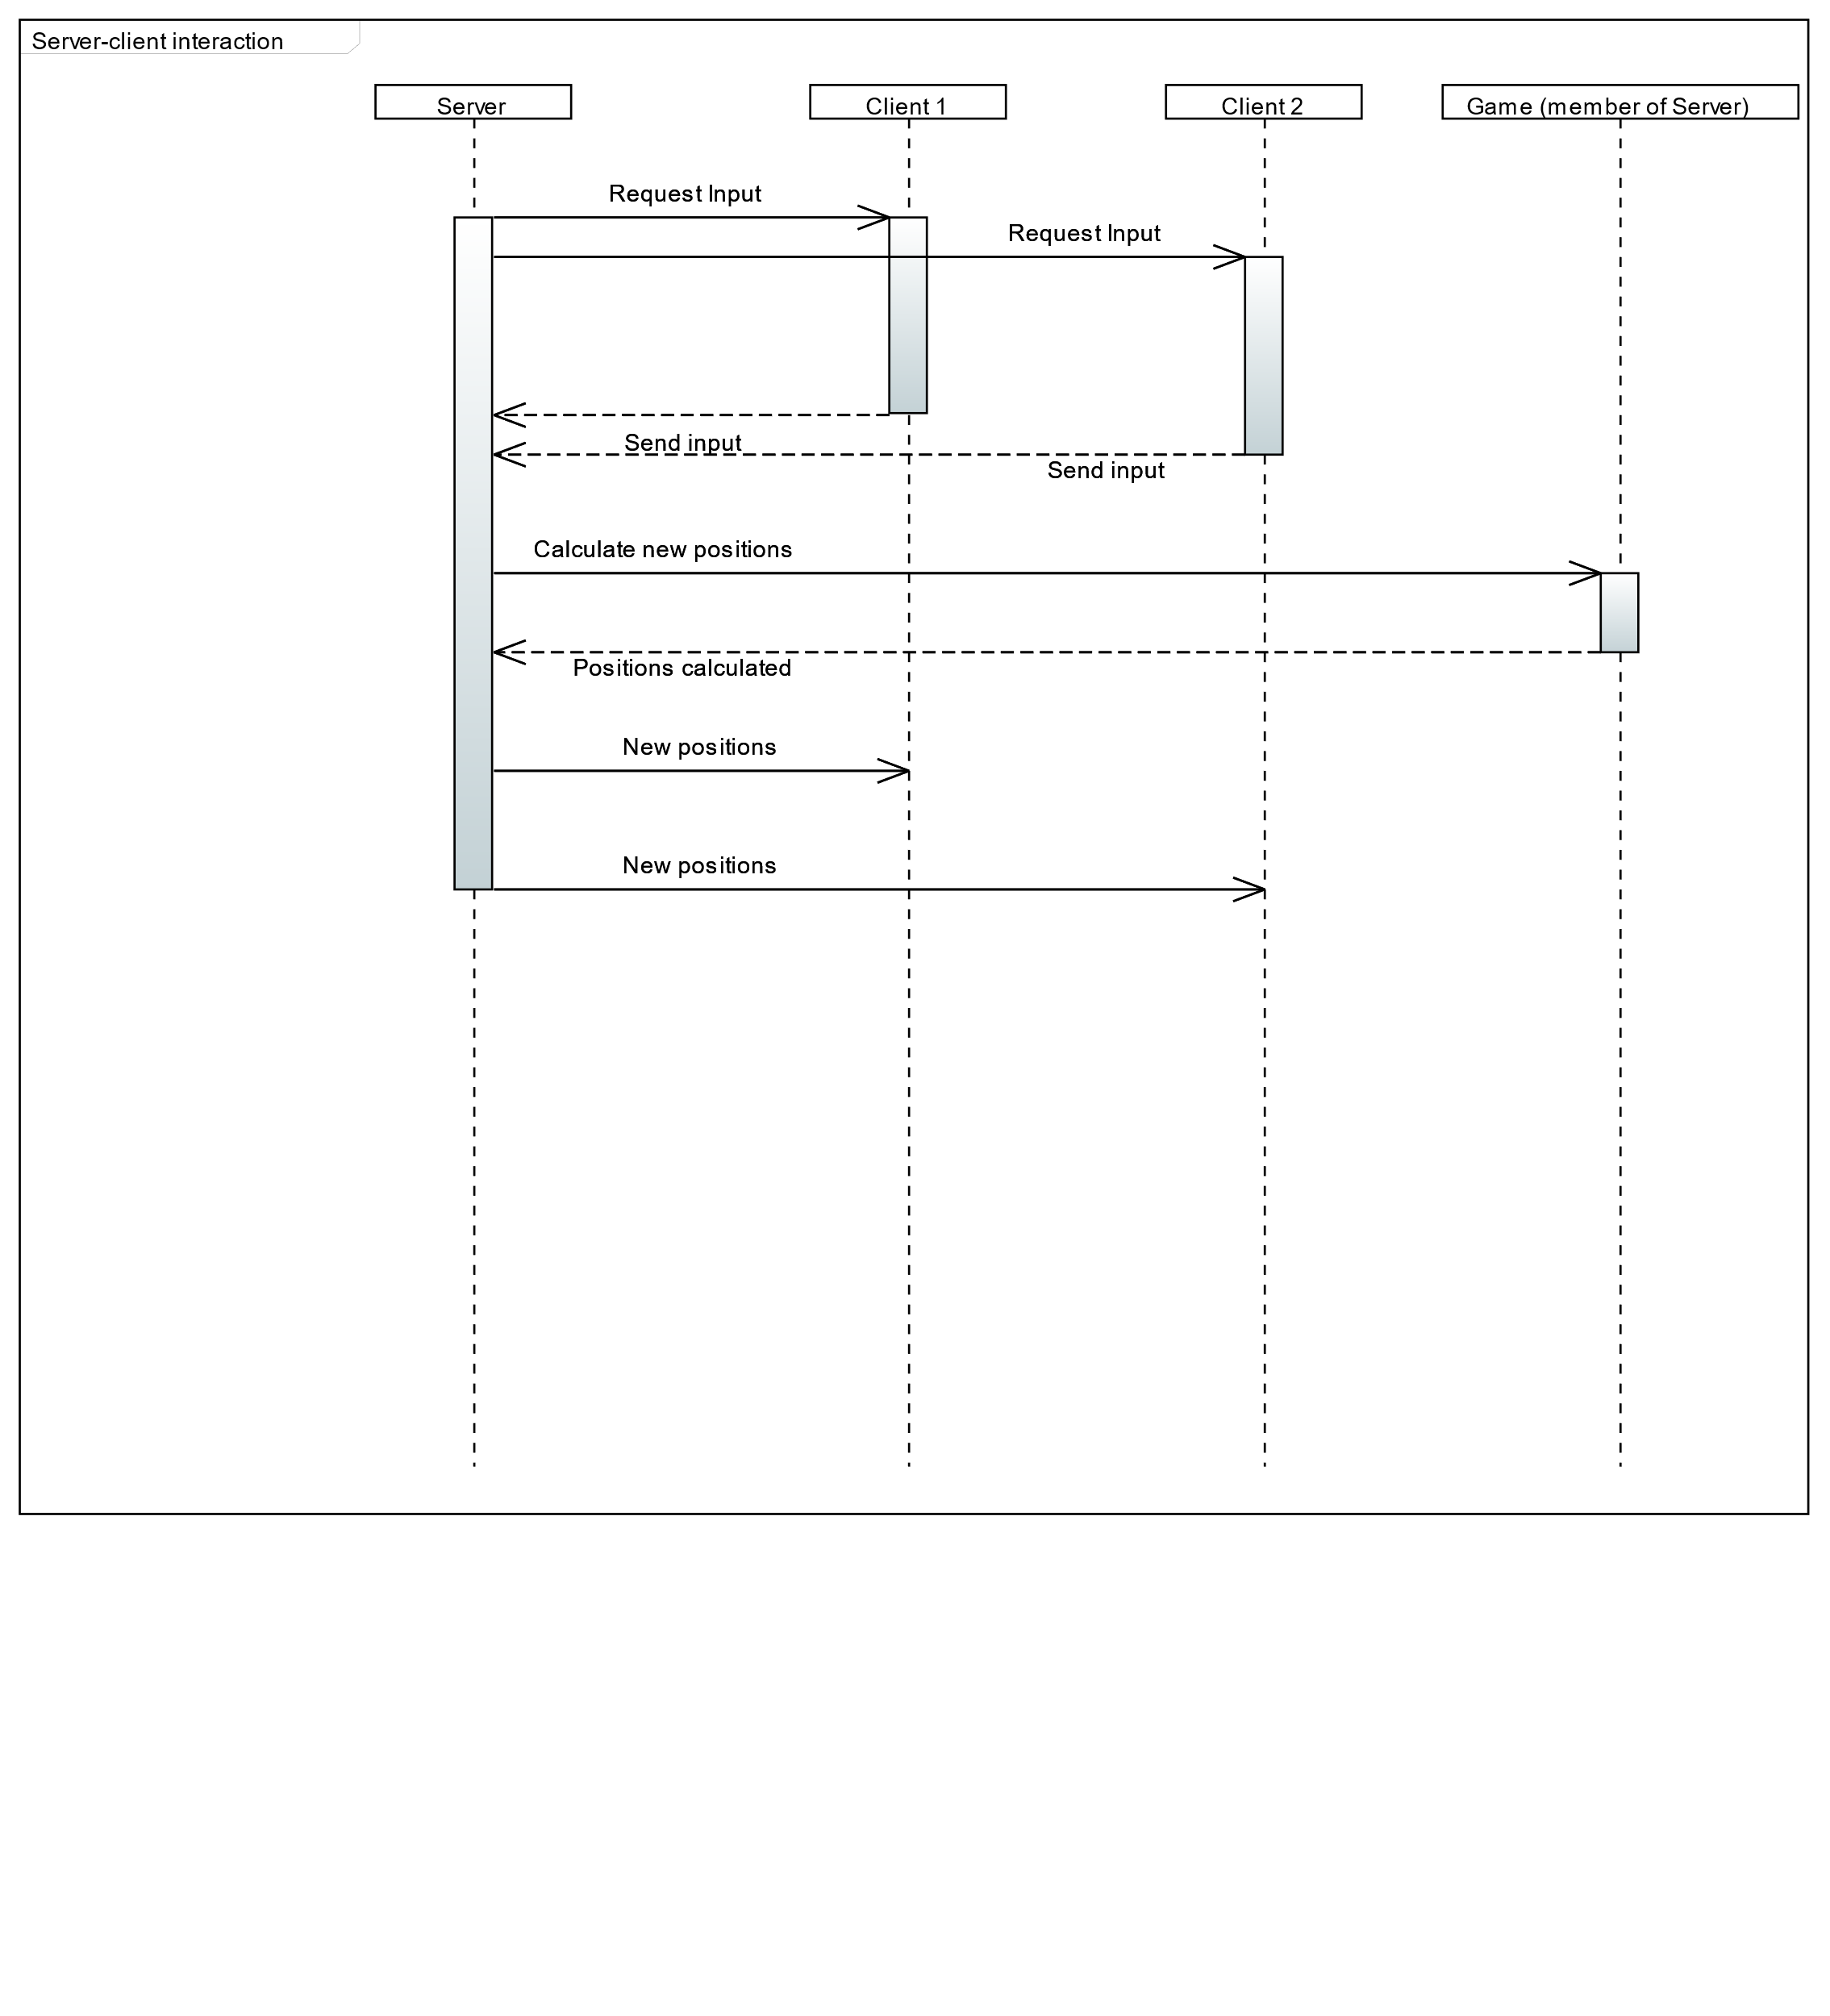 Server-client interaction
Server
Client 1
Client 2
Game (member of Server)
Request Input
Request Input
Send input
Send input
Calculate new positions
Positions calculated
New positions
New positions